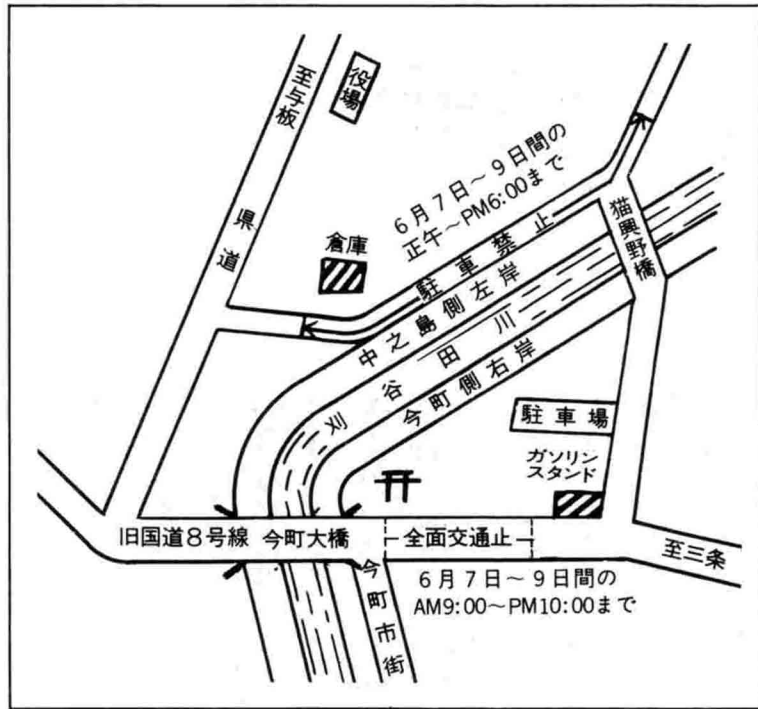 至与板
役場
県道
倉庫
6月7日～9日間の
正午～PM6:00まで
駐車禁止
猫興野橋
中之島側左岸
刈谷田川
今町側右岸
駐車場
ガソリン
スタンド
旧国道8号線
今町大橋
全面交通止
至三条
6月7日～9日間の
AM9:00～PM10:00まで
今町市街